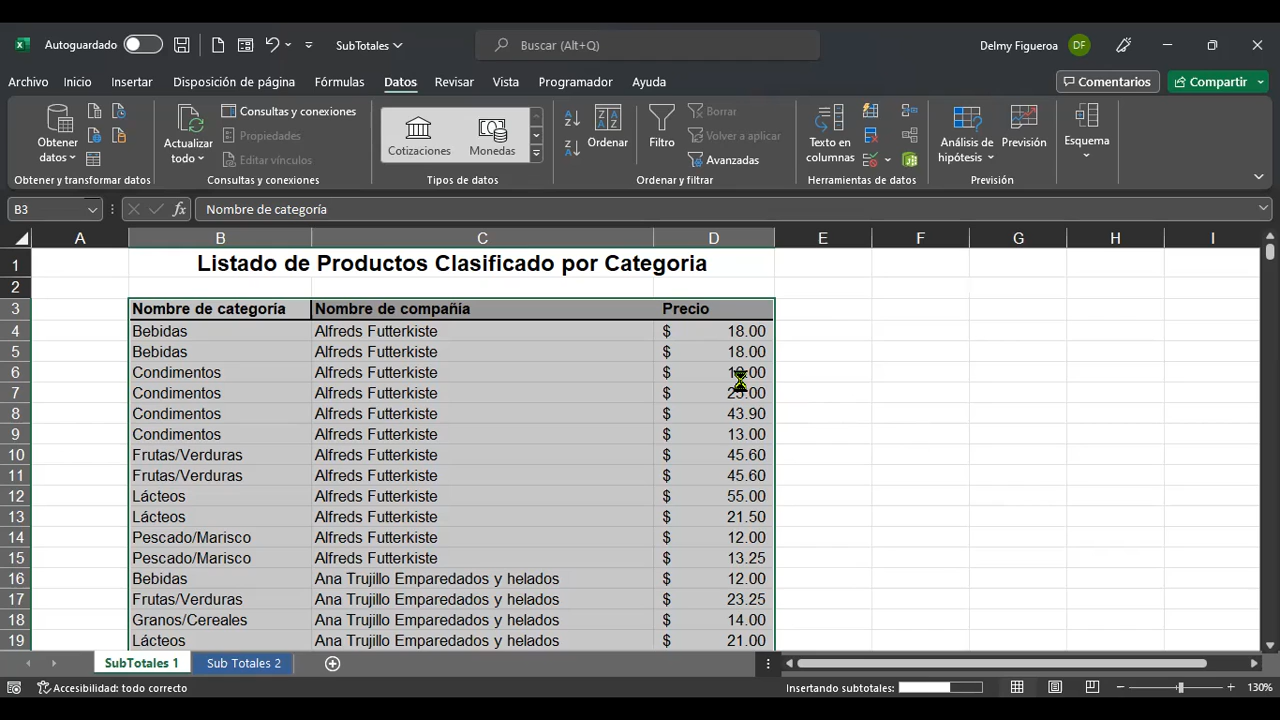 Autoguardado SubTotales Buscar (Alt+Q) Delmy Figueroa DF
Archivo Inicio Insertar Disposición de página Fórmulas Datos Revisar Vista Programador Ayuda Comentarios Compartir
Obtener datos
Actualizar todo
Consultas y conexiones
Propiedades
Editar vínculos
Cotizaciones Monedas
Ordenar
Filtro
Borrar
Volver a aplicar
Avanzadas
Texto en columnas
Análisis de hipótesis
Previsión
Esquema
Obtener y transformar datos Consultas y conexiones Tipos de datos Ordenar y filtrar Herramientas de datos Previsión
B3 fx Nombre de categoría
A B C D E F G H I
1 Listado de Productos Clasificado por Categoria
2
3 Nombre de categoría Nombre de compañía Precio
4 Bebidas Alfreds Futterkiste $ 18.00
5 Bebidas Alfreds Futterkiste $ 18.00
6 Condimentos Alfreds Futterkiste $
7 Condimentos Alfreds Futterkiste $
8 Condimentos Alfreds Futterkiste $ 43.90
9 Condimentos Alfreds Futterkiste $ 13.00
10 Frutas/Verduras Alfreds Futterkiste $ 45.60
11 Frutas/Verduras Alfreds Futterkiste $ 45.60
12 Lácteos Alfreds Futterkiste $ 55.00
13 Lácteos Alfreds Futterkiste $ 21.50
14 Pescado/Marisco Alfreds Futterkiste $ 12.00
15 Pescado/Marisco Alfreds Futterkiste $ 13.25
16 Bebidas Ana Trujillo Emparedados y helados $ 12.00
17 Frutas/Verduras Ana Trujillo Emparedados y helados $ 23.25
18 Granos/Cereales Ana Trujillo Emparedados y helados $ 14.00
19 Lácteos Ana Trujillo Emparedados y helados $ 21.00
SubTotales 1 Sub Totales 2
Accesibilidad: todo correcto Insertando subtotales: 130%